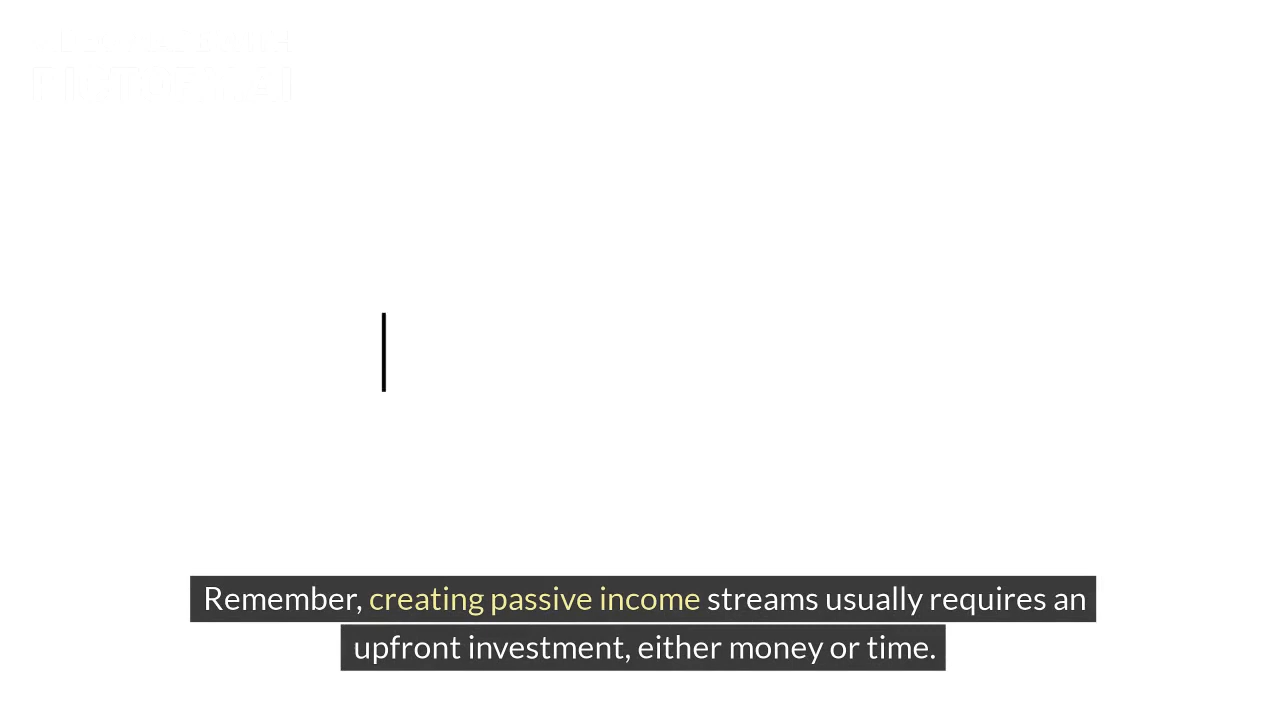 Remember, creating passive income streams usually requires an
upfront investment, either money or time.